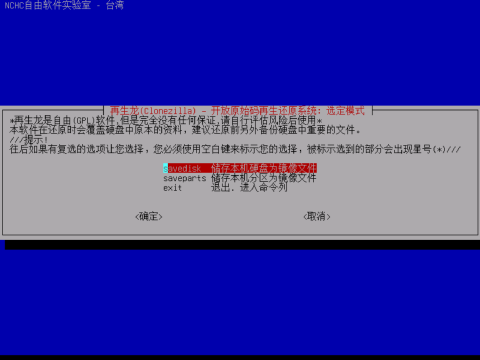 NCHC自由软件实验室 - 台湾
再生龙(Clonezilla) - 开放原始码再生还原系统: 选定模式
*再生龙是自由(GPL)软件,但是完全没有任何保证,请自行评估风险后使用*
本软件在还原时会覆盖硬盘中原本的资料，建议还原前另外备份硬盘中重要的文件。
///提示!
往后如果有复选的选项让您选择，您必须使用空白键来标示您的选择，被标示选到的部分会出现星号(*)///
savedisk 储存本机硬盘为镜像文件
saveparts 储存本机分区为镜像文件
exit 退出．进入命令列
<确定> <取消>